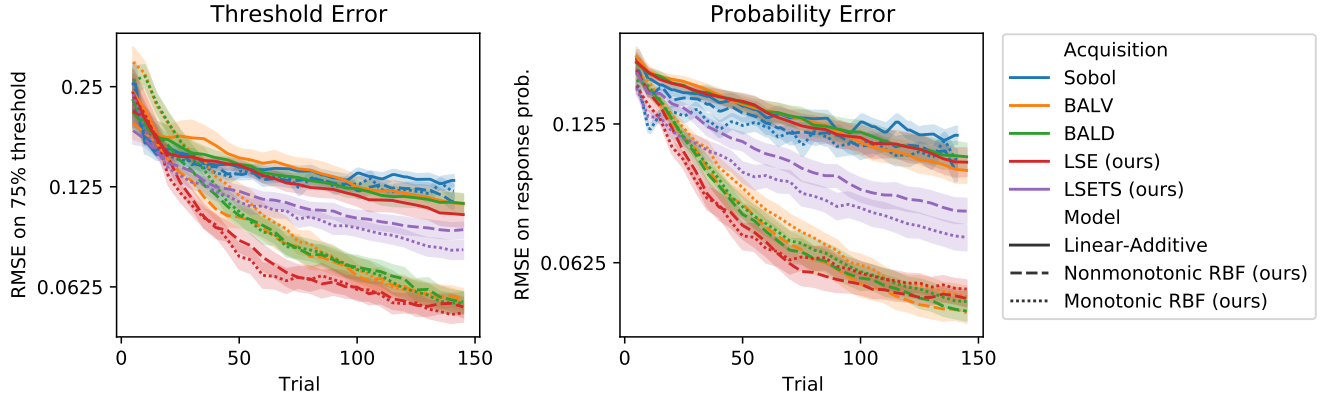 Threshold Error
RMSE on 75% threshold
0.25
0.125
0.0625
0
50
100
150
Trial
Probability Error
RMSE on response prob.
0.125
0.0625
0
50
100
150
Trial
Acquisition
Sobol
BALV
BALD
LSE (ours)
LSETS (ours)
Model
Linear-Additive
Nonmonotonic RBF (ours)
Monotonic RBF (ours)